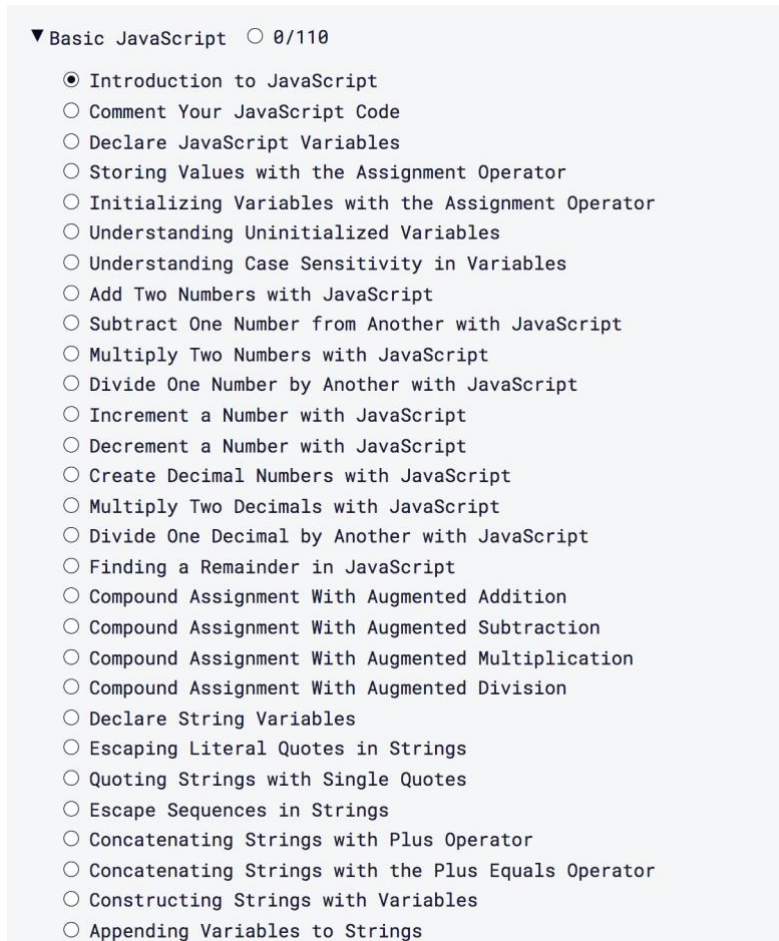 Basic JavaScript 0/110
Introduction to JavaScript
Comment Your JavaScript Code
Declare JavaScript Variables
Storing Values with the Assignment Operator
Initializing Variables with the Assignment Operator
Understanding Uninitialized Variables
Understanding Case Sensitivity in Variables
Add Two Numbers with JavaScript
Subtract One Number from Another with JavaScript
Multiply Two Numbers with JavaScript
Divide One Number by Another with JavaScript
Increment a Number with JavaScript
Decrement a Number with JavaScript
Create Decimal Numbers with JavaScript
Multiply Two Decimals with JavaScript
Divide One Decimal by Another with JavaScript
Finding a Remainder in JavaScript
Compound Assignment With Augmented Addition
Compound Assignment With Augmented Subtraction
Compound Assignment With Augmented Multiplication
Compound Assignment With Augmented Division
Declare String Variables
Escaping Literal Quotes in Strings
Quoting Strings with Single Quotes
Escape Sequences in Strings
Concatenating Strings with Plus Operator
Concatenating Strings with the Plus Equals Operator
Constructing Strings with Variables
Appending Variables to Strings